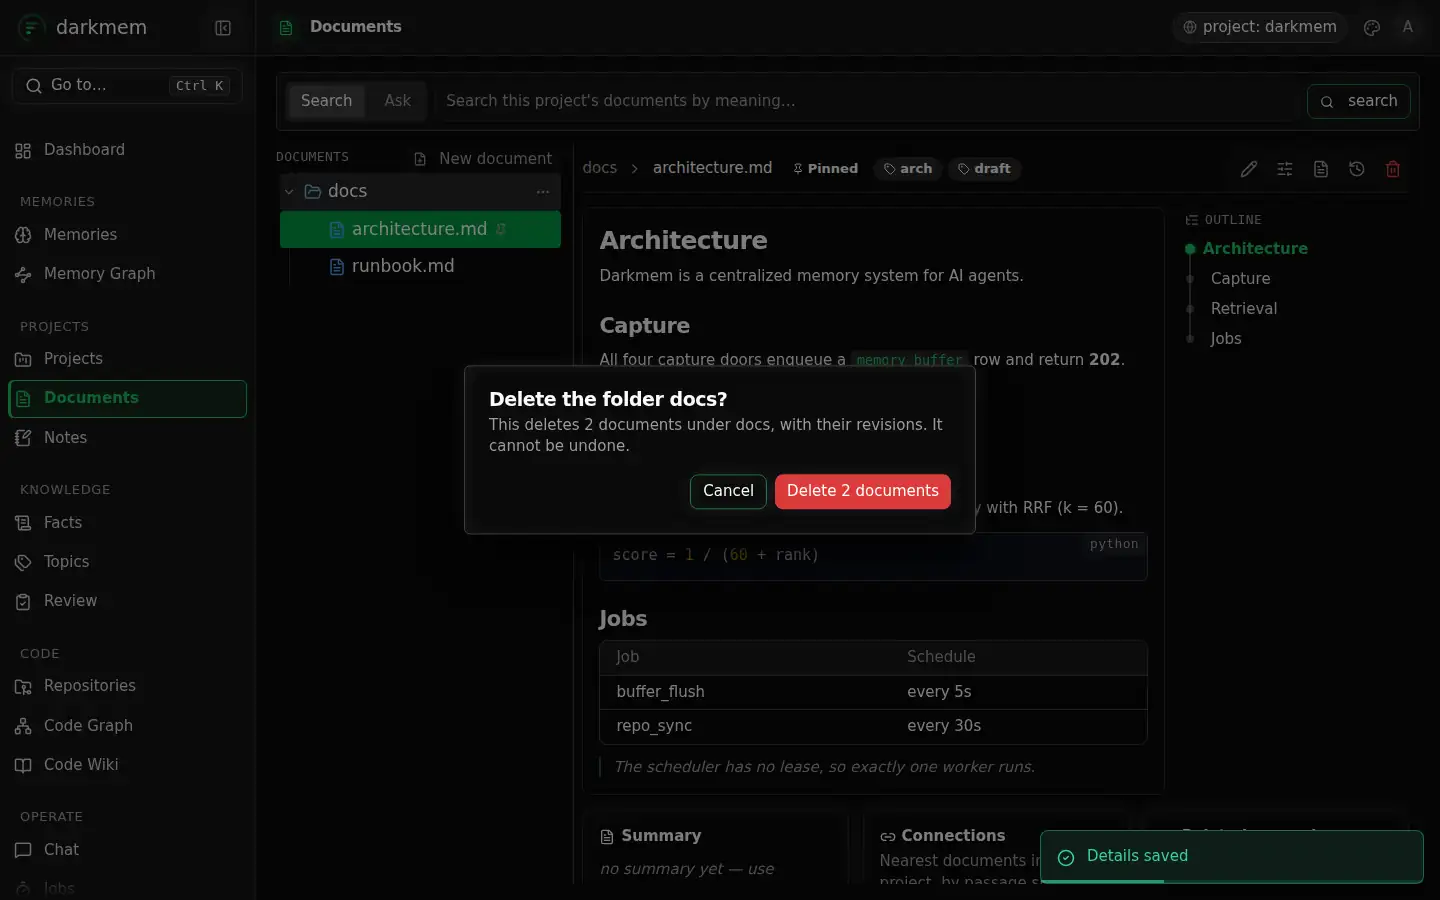 darkmem
Documents
project: darkmem
A
Go to...
Ctrl K
Search
Ask
Search this project's documents by meaning...
search
Dashboard
MEMORIES
Memories
Memory Graph
PROJECTS
Projects
Documents
Notes
KNOWLEDGE
Facts
Topics
Review
CODE
Repositories
Code Graph
Code Wiki
OPERATE
Chat
Jobs
DOCUMENTS
New document
docs
architecture.md
runbook.md
docs > architecture.md
Pinned
arch
draft
Architecture
Darkmem is a centralized memory system for AI agents.
Capture
All four capture doors enqueue a memory_buffer row and return 202.
Delete the folder docs?
This deletes 2 documents under docs, with their revisions. It
cannot be undone.
Cancel
Delete 2 documents
with RRF (k = 60).
python
score = 1 / (60 + rank)
Jobs
Job Schedule
buffer_flush every 5s
repo_sync every 30s
The scheduler has no lease, so exactly one worker runs.
Summary
no summary yet — use
Connections
Nearest documents in
project, by passage
OUTLINE
Architecture
Capture
Retrieval
Jobs
Details saved